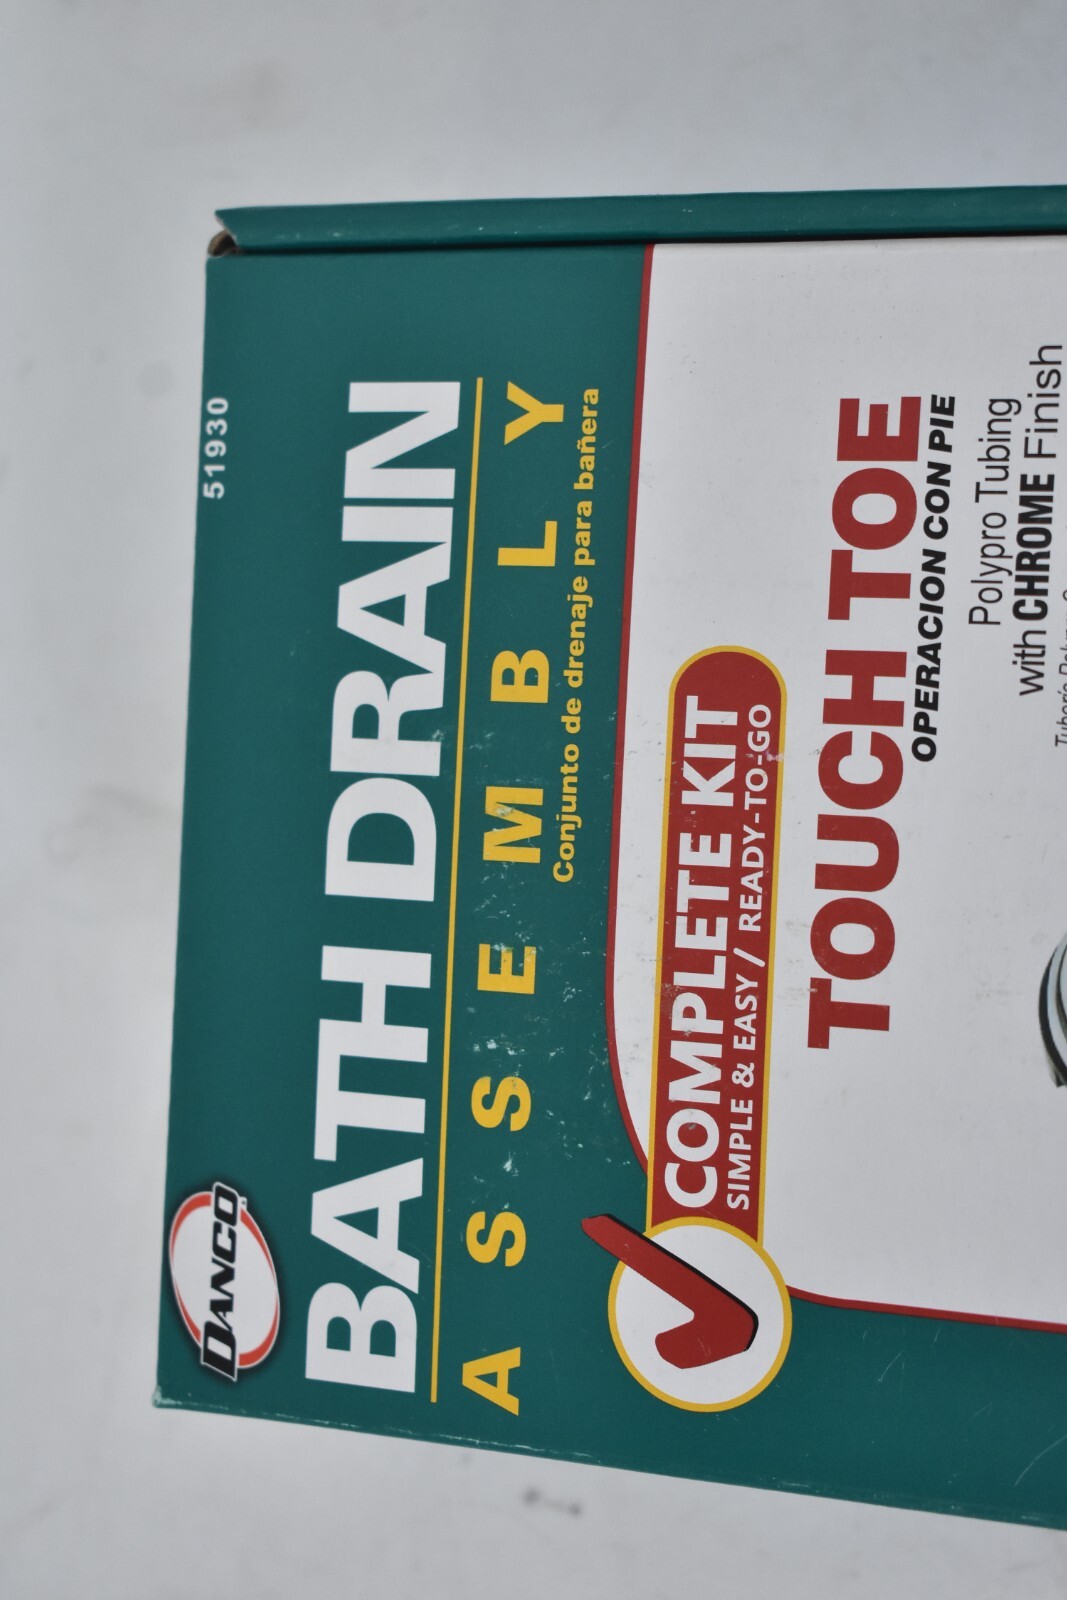 DANCO
51930
BATH DRAIN
ASSEMBLY
Conjunto de drenaje para bañera
COMPLETE KIT
SIMPLE & EASY / READY-TO-GO
TOUCH TOE
OPERACION CON PIE
Polypro Tubing
with CHROME Finish